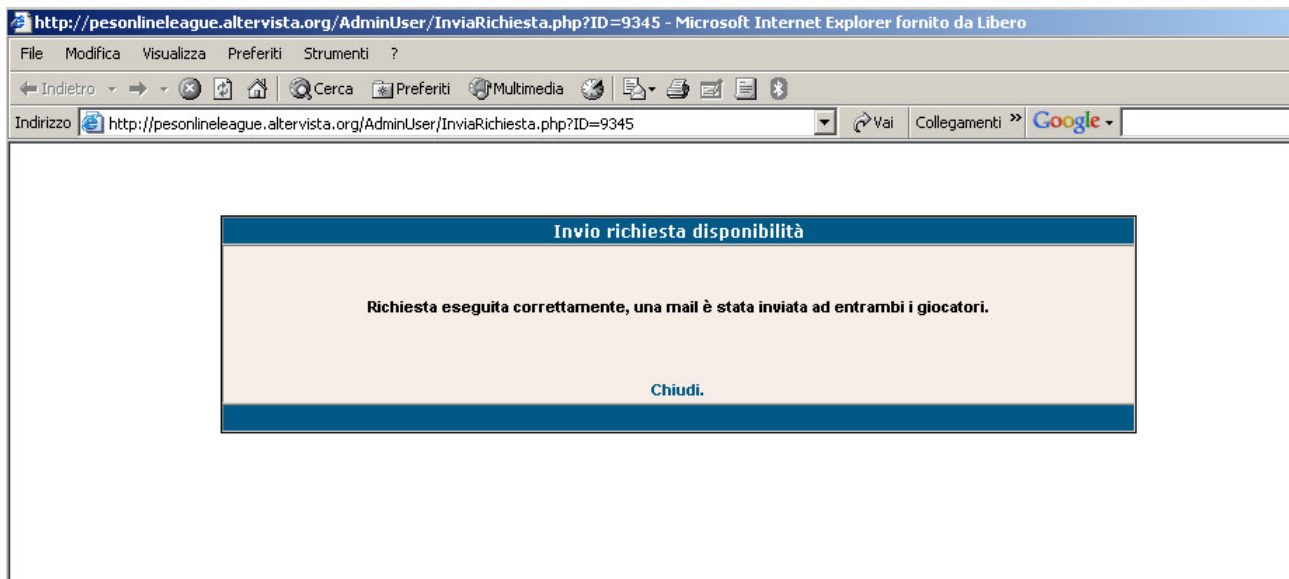 http://pesonlineleague.altervista.org/AdminUser/InviaRichiesta.php?ID=9345 - Microsoft Internet Explorer fornito da Libero
File Modifica Visualizza Preferiti Strumenti ?
Indietro Cerca Preferiti Multimedia
Indirizzo http://pesonlineleague.altervista.org/AdminUser/InviaRichiesta.php?ID=9345 Vai Collegamenti » Google
Invio richiesta disponibilità
Richiesta eseguita correttamente, una mail è stata inviata ad entrambi i giocatori.
Chiudi.